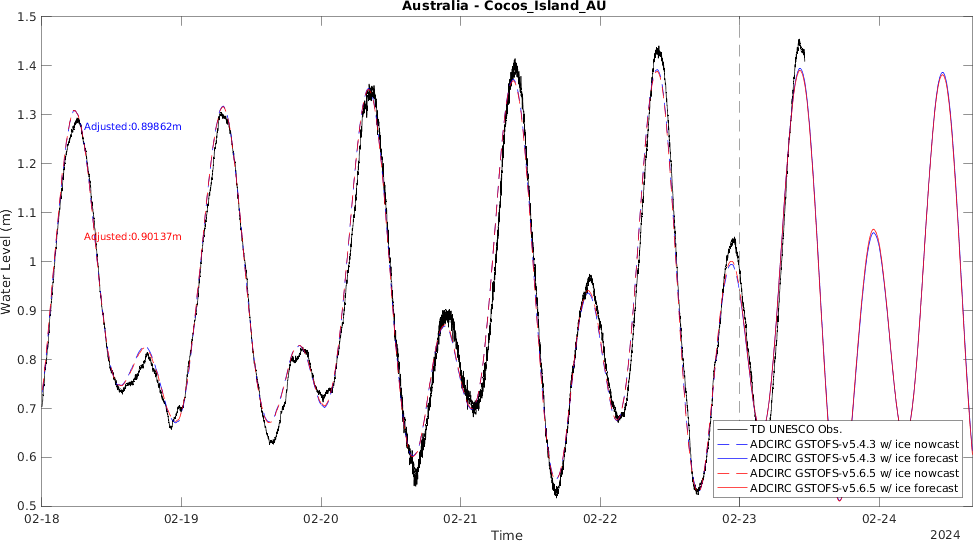 Australia - Cocos_Island_AU
1.5
1.4
1.3
1.2
1.1
1
0.9
0.8
0.7
0.6
0.5
Water Level (m)
Adjusted:0.89862m
Adjusted:0.90137m
TD UNESCO Obs.
ADCIRC GSTOFS-v5.4.3 w/ ice nowcast
ADCIRC GSTOFS-v5.4.3 w/ ice forecast
ADCIRC GSTOFS-v5.6.5 w/ ice nowcast
ADCIRC GSTOFS-v5.6.5 w/ ice forecast
02-18 02-19 02-20 02-21 02-22 02-23 02-24
Time
2024